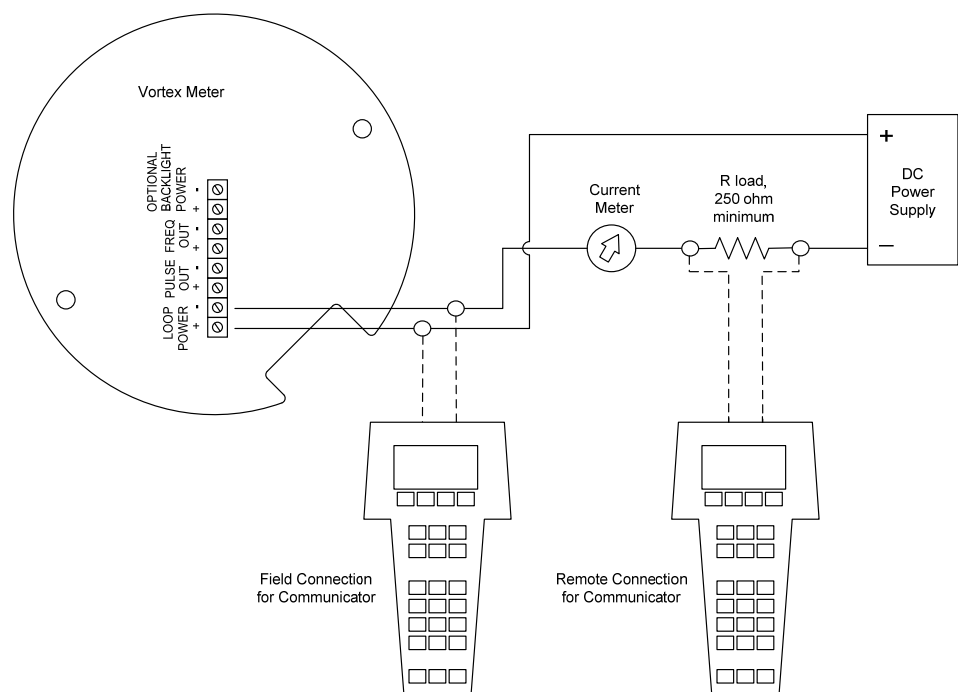 Vortex Meter
OPTIONAL
BACKLIGHT
POWER
- 
+
FREQ
OUT
-
+
PULSE
OUT
-
+
LOOP
POWER
-
+
Current
Meter
R load,
250 ohm
minimum
+
DC
Power
Supply
–
Field Connection
for Communicator
Remote Connection
for Communicator